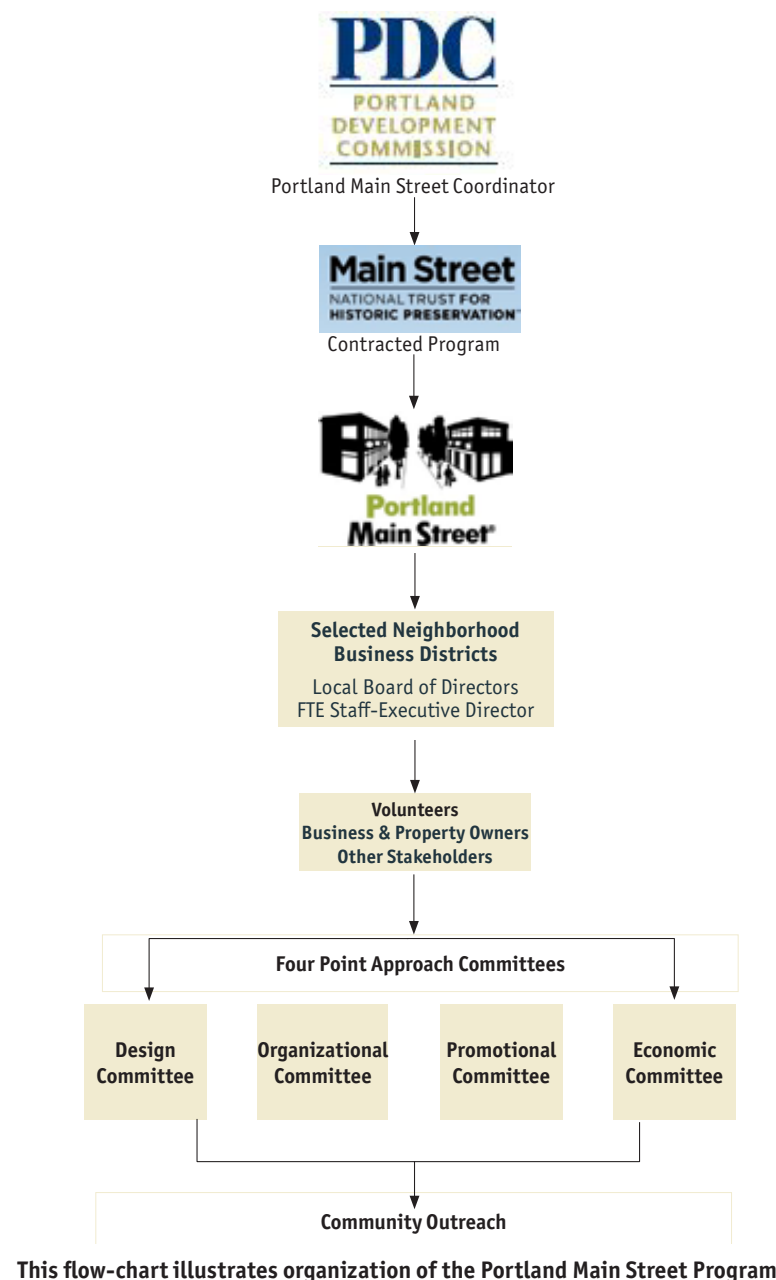 PDC
PORTLAND
DEVELOPMENT
COMMISSION
Portland Main Street Coordinator
Main Street
NATIONAL TRUST FOR
HISTORIC PRESERVATION™
Contracted Program
Portland
Main Street®
Selected Neighborhood
Business Districts
Local Board of Directors
FTE Staff-Executive Director
Volunteers
Business & Property Owners
Other Stakeholders
Four Point Approach Committees
Design
Committee
Organizational
Committee
Promotional
Committee
Economic
Committee
Community Outreach
This flow-chart illustrates organization of the Portland Main Street Program